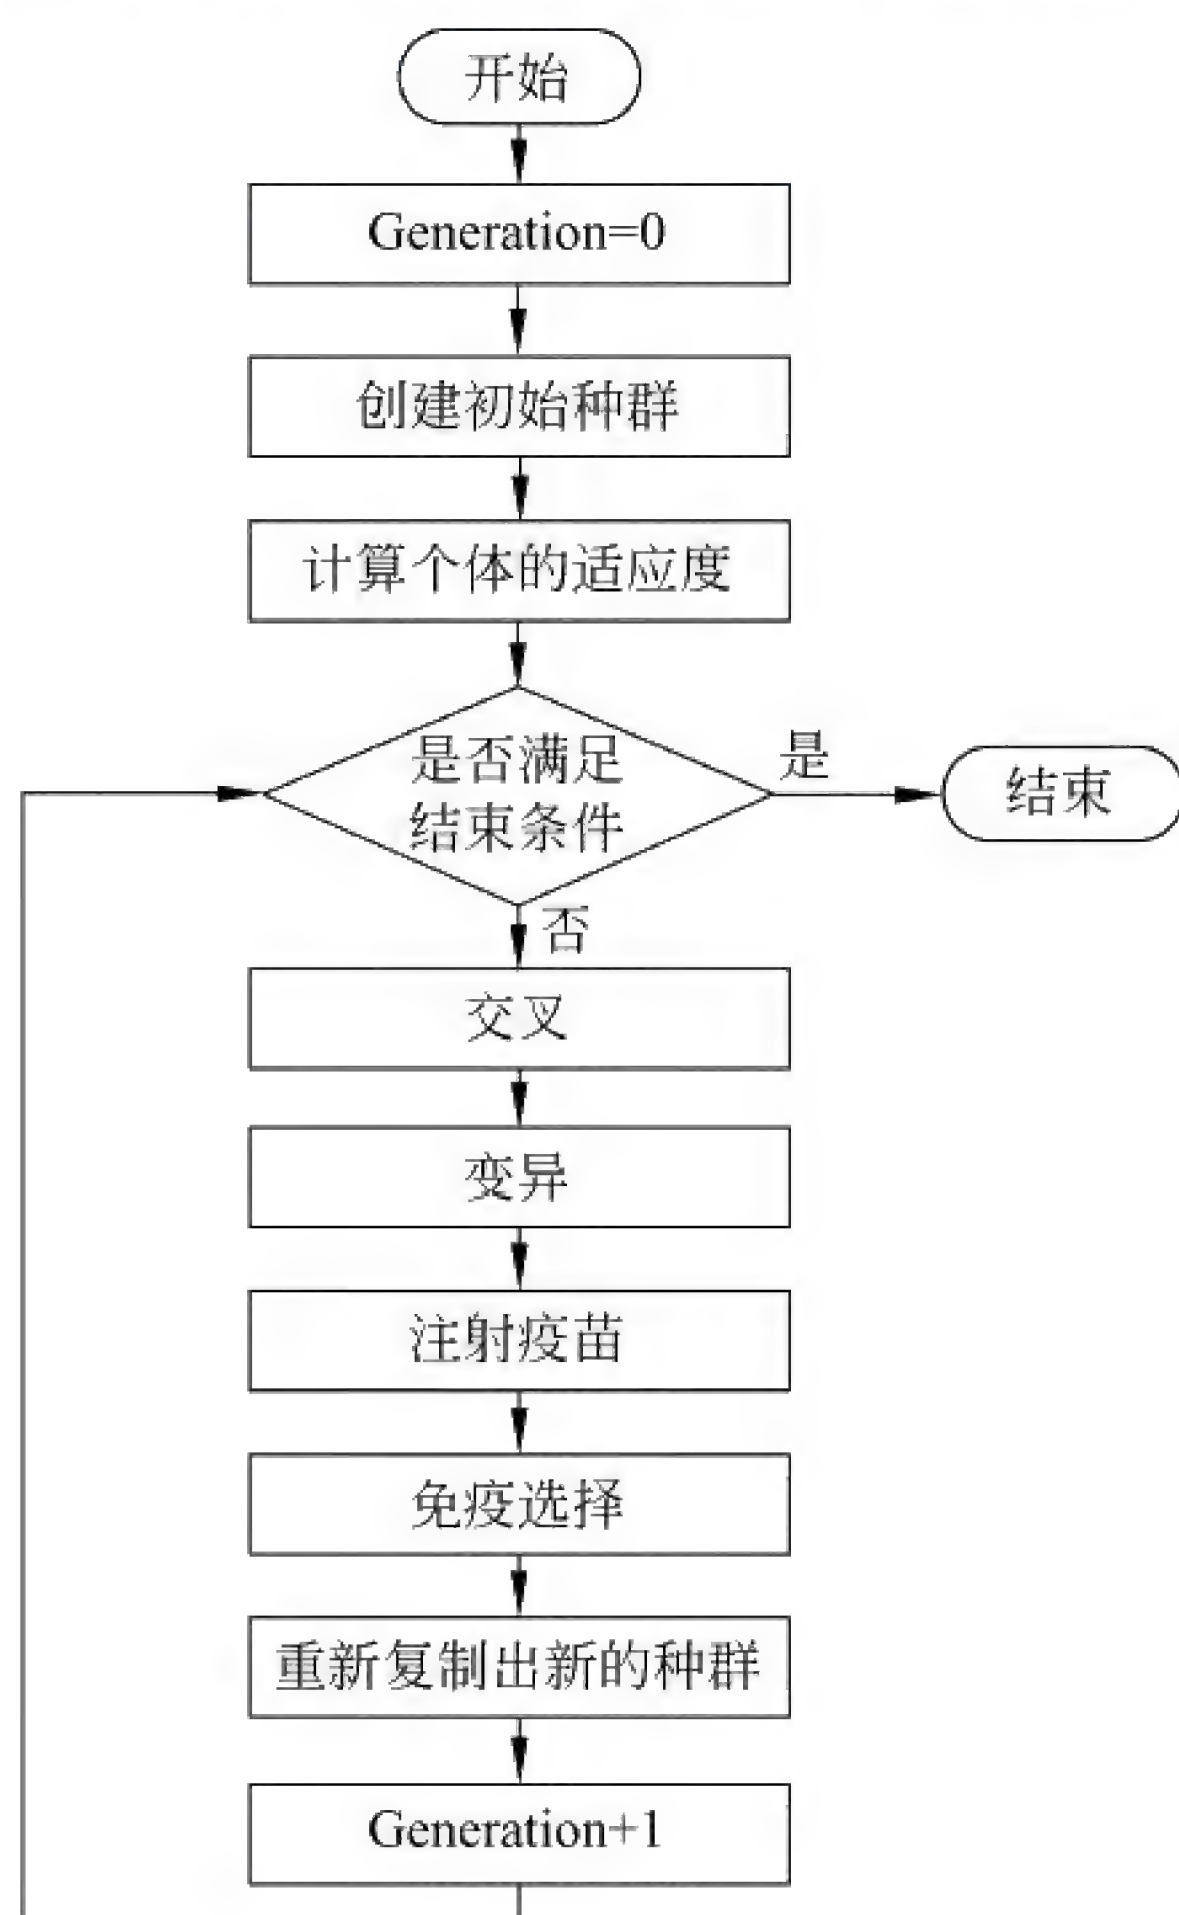 开始
Generation=0
创建初始种群
计算个体的适应度
是否满足
结束条件
是
结束
否
交叉
变异
注射疫苗
免疫选择
重新复制出新的种群
Generation+1